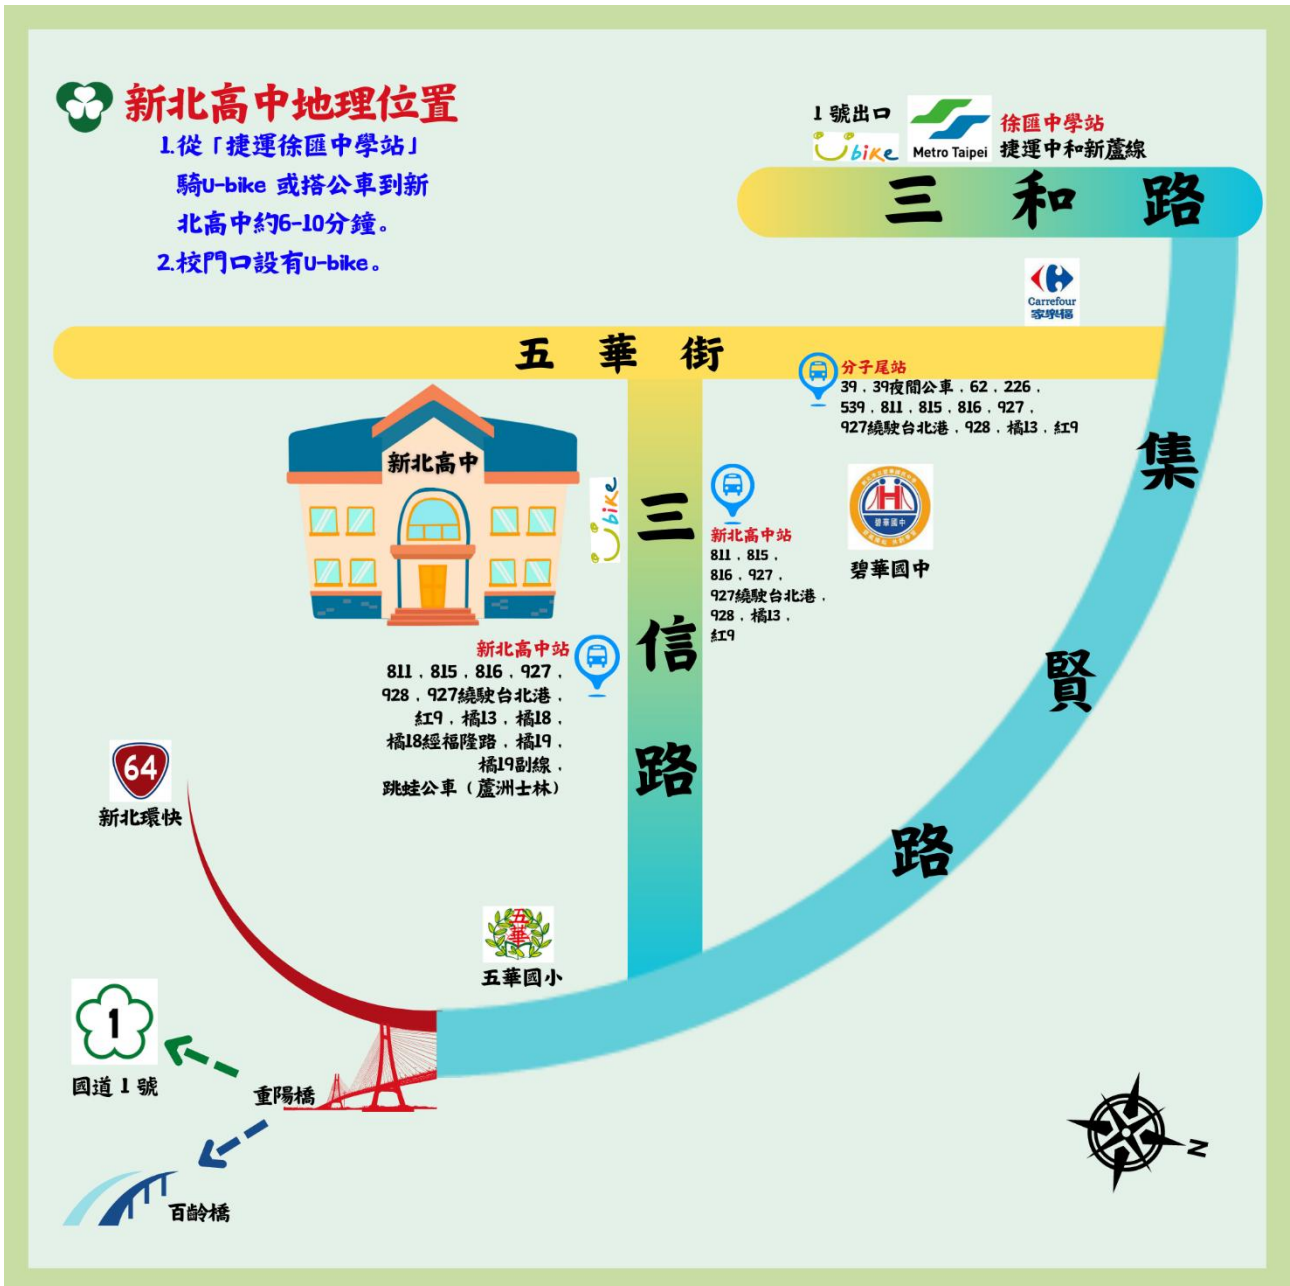 新北高中地理位置
1.從「捷運徐匯中學站」
騎U-bike 或搭公車到新
北高中約6-10分鐘。
2.校門口設有U-bike。
1 號出口
Ubike
Metro Taipei
徐匯中學站
捷運中和新蘆線
三和路
Carrefour
家樂福
五華街
分子尾站
39．39夜間公車．62．226．
539．811．815．816．927．
927繞駛台北港．928．橘13．紅9
集賢路
新北高中
Ubike
三信路
新北高中站
811．815．
816．927．
927繞駛台北港．
928．橘13．
紅9
碧華國中
碧華國中
新北高中站
811．815．816．927．
928．927繞駛台北港．
紅9．橘13．橘18．
橘18經福隆路．橘19．
橘19副線．
跳蛙公車（蘆洲士林）
64
新北環快
五華
五華國小
1
國道 1 號
重陽橋
百齡橋
N